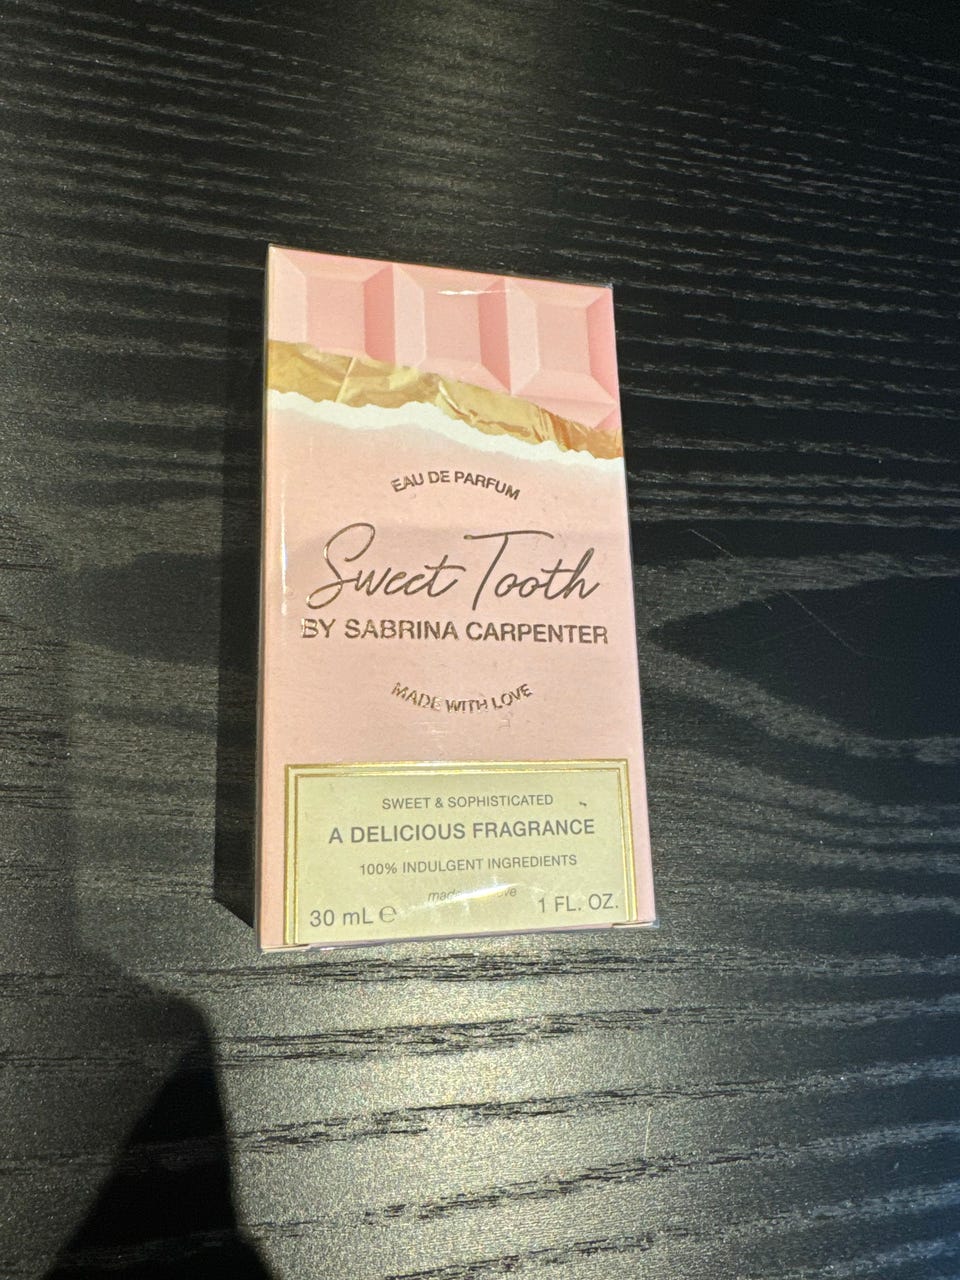 EAU DE PARFUM
Sweet Tooth
BY SABRINA CARPENTER
MADE WITH LOVE
SWEET & SOPHISTICATED
A DELICIOUS FRAGRANCE
100% INDULGENT INGREDIENTS
30 mL ℮ 1 FL. OZ.